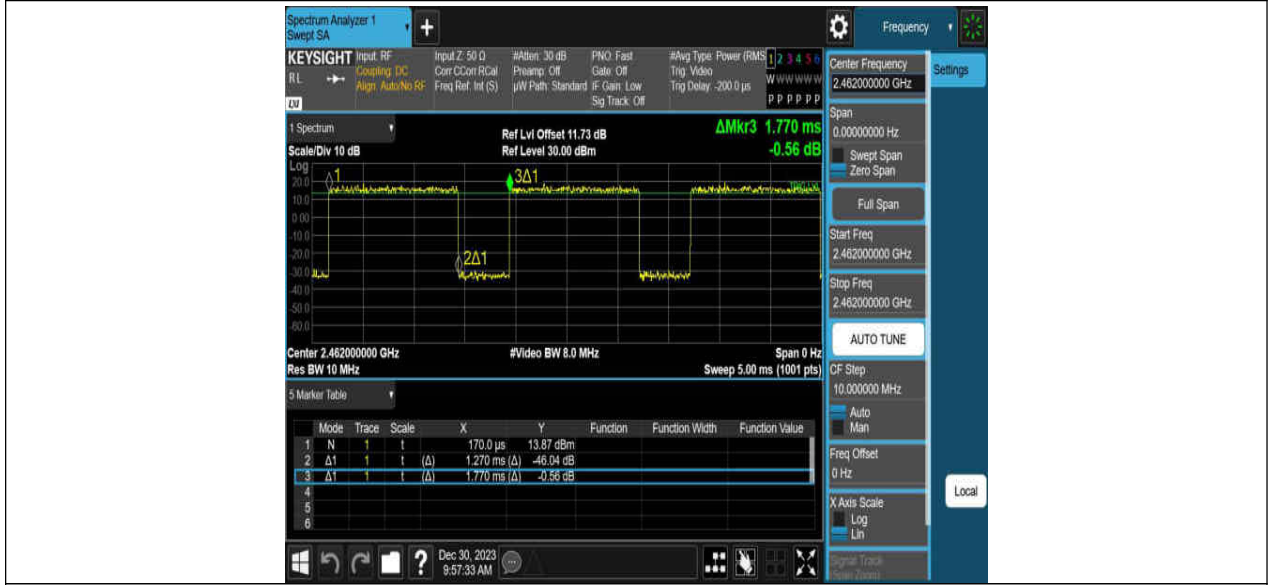 Spectrum Analyzer 1
Swept SA
+
Frequency
KEYSIGHT
RL
LXI
Input: RF
Coupling: DC
Align: Auto/No RF
Input Z: 50 Ω
Corr CCorr RCal
Freq Ref: Int (S)
#Atten: 30 dB
Preamp: Off
µW Path: Standard
PNO: Fast
Gate: Off
IF Gain: Low
Sig Track: Off
#Avg Type: Power (RMS
Trig: Video
Trig Delay: -200.0 µs
1 2 3 4 5 6
W W W W W W
P P P P P P
1 Spectrum
Scale/Div 10 dB
Ref Lvl Offset 11.73 dB
Ref Level 30.00 dBm
ΔMkr3 1.770 ms
-0.56 dB
Log
20.0
10.0
0.00
-10.0
-20.0
-30.0
-40.0
-50.0
-60.0
1
3Δ1
2Δ1
Center 2.462000000 GHz
Res BW 10 MHz
#Video BW 8.0 MHz
Span 0 Hz
Sweep 5.00 ms (1001 pts)
5 Marker Table
Mode Trace Scale X Y Function Function Width Function Value
1 N 1 t 170.0 µs 13.87 dBm
2 Δ1 1 t (Δ) 1.270 ms (Δ) -46.04 dB
3 Δ1 1 t (Δ) 1.770 ms (Δ) -0.56 dB
4
5
6
?
Dec 30, 2023
9:57:33 AM
Center Frequency
2.462000000 GHz
Span
0.00000000 Hz
Swept Span
Zero Span
Full Span
Start Freq
2.462000000 GHz
Stop Freq
2.462000000 GHz
AUTO TUNE
CF Step
10.000000 MHz
Auto
Man
Freq Offset
0 Hz
X Axis Scale
Log
Lin
Signal Track
(Span Zoom)
Settings
Local